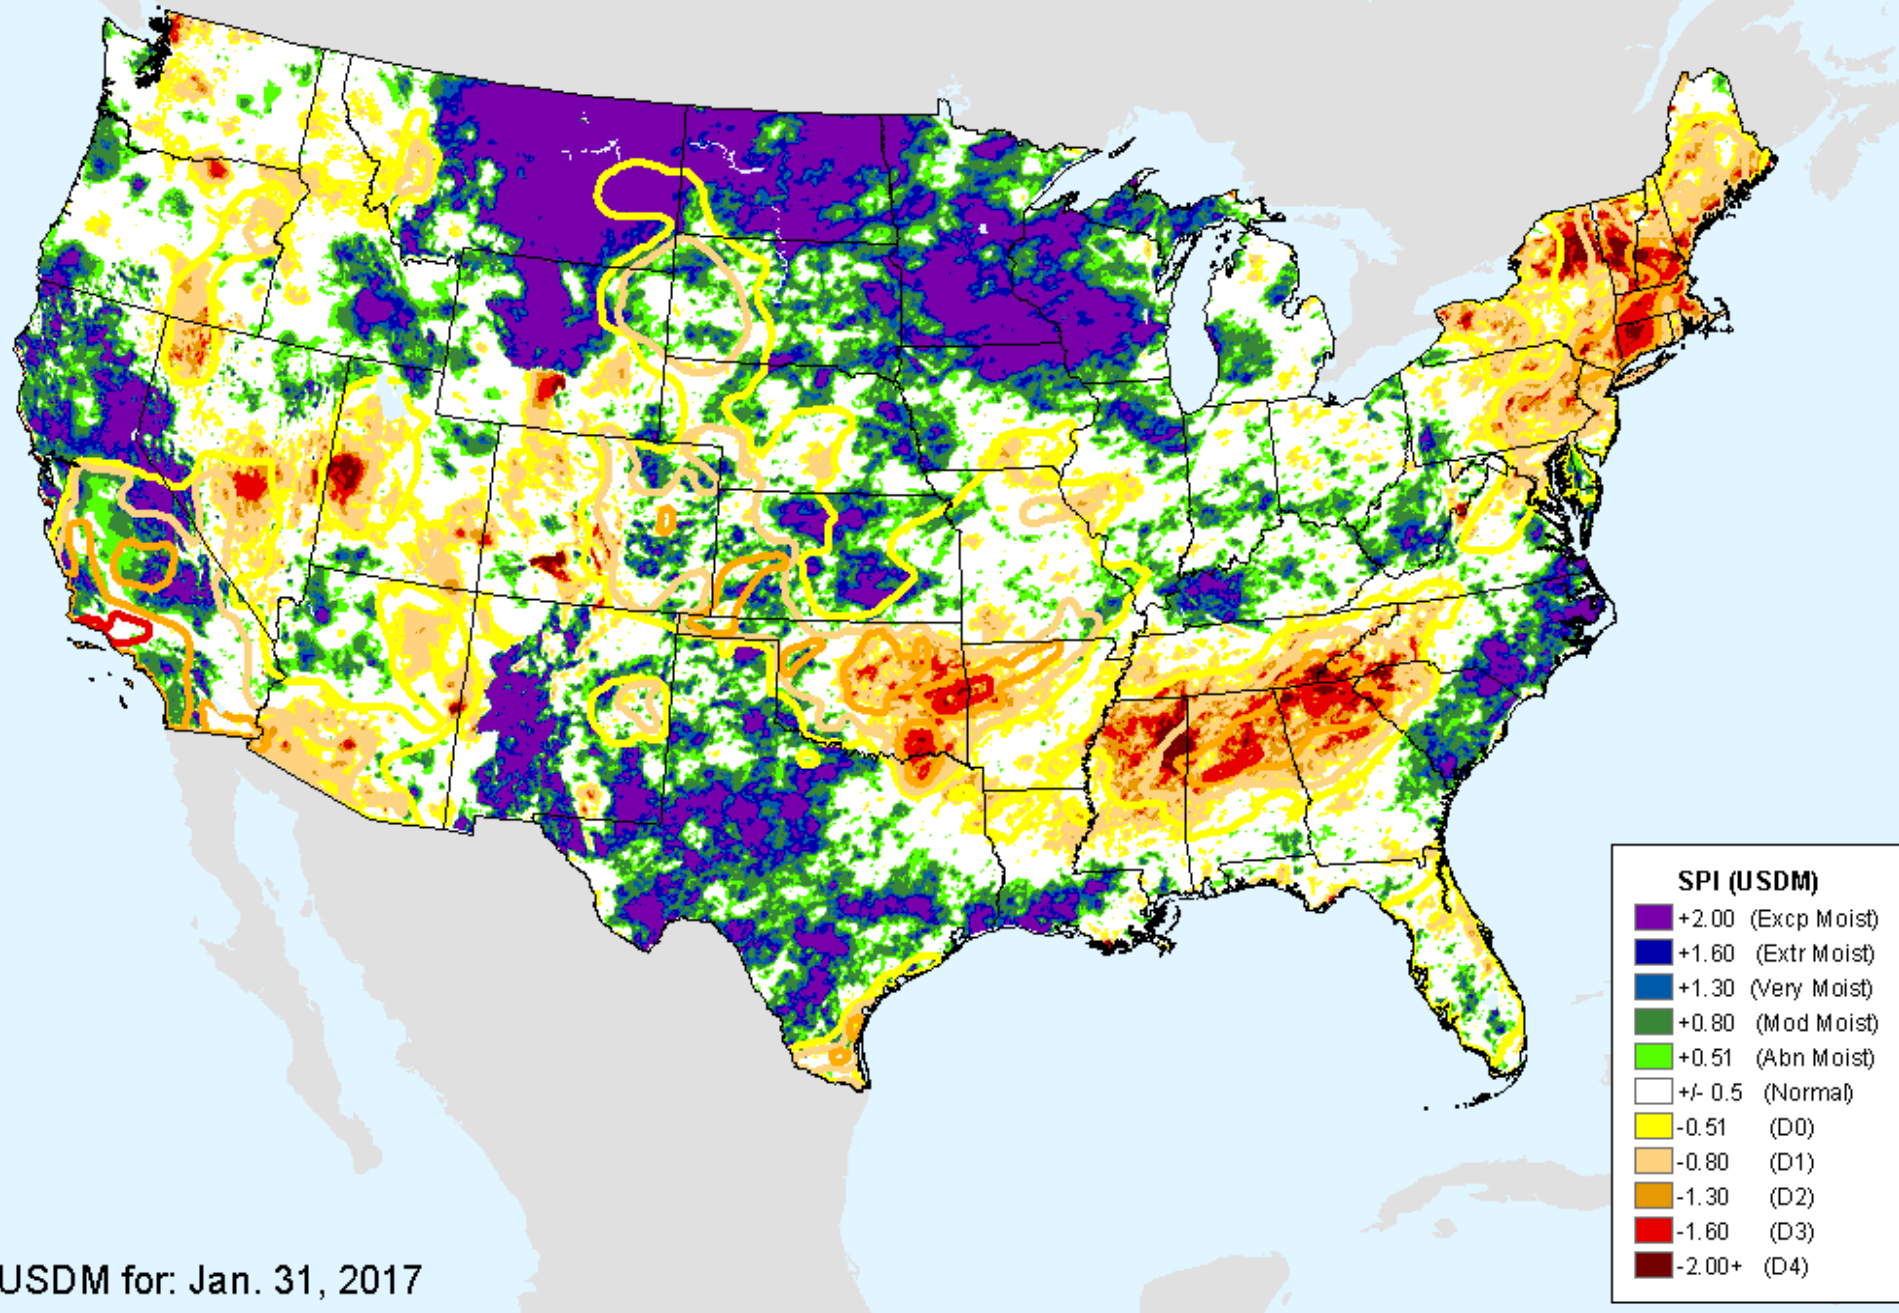 SPI (USDM)
+2.00 (Excp Moist)
+1.60 (Extr Moist)
+1.30 (Very Moist)
+0.80 (Mod Moist)
+0.51 (Abn Moist)
+/- 0.5 (Normal)
-0.51 (D0)
-0.80 (D1)
-1.30 (D2)
-1.60 (D3)
-2.00+ (D4)
USDM for: Jan. 31, 2017